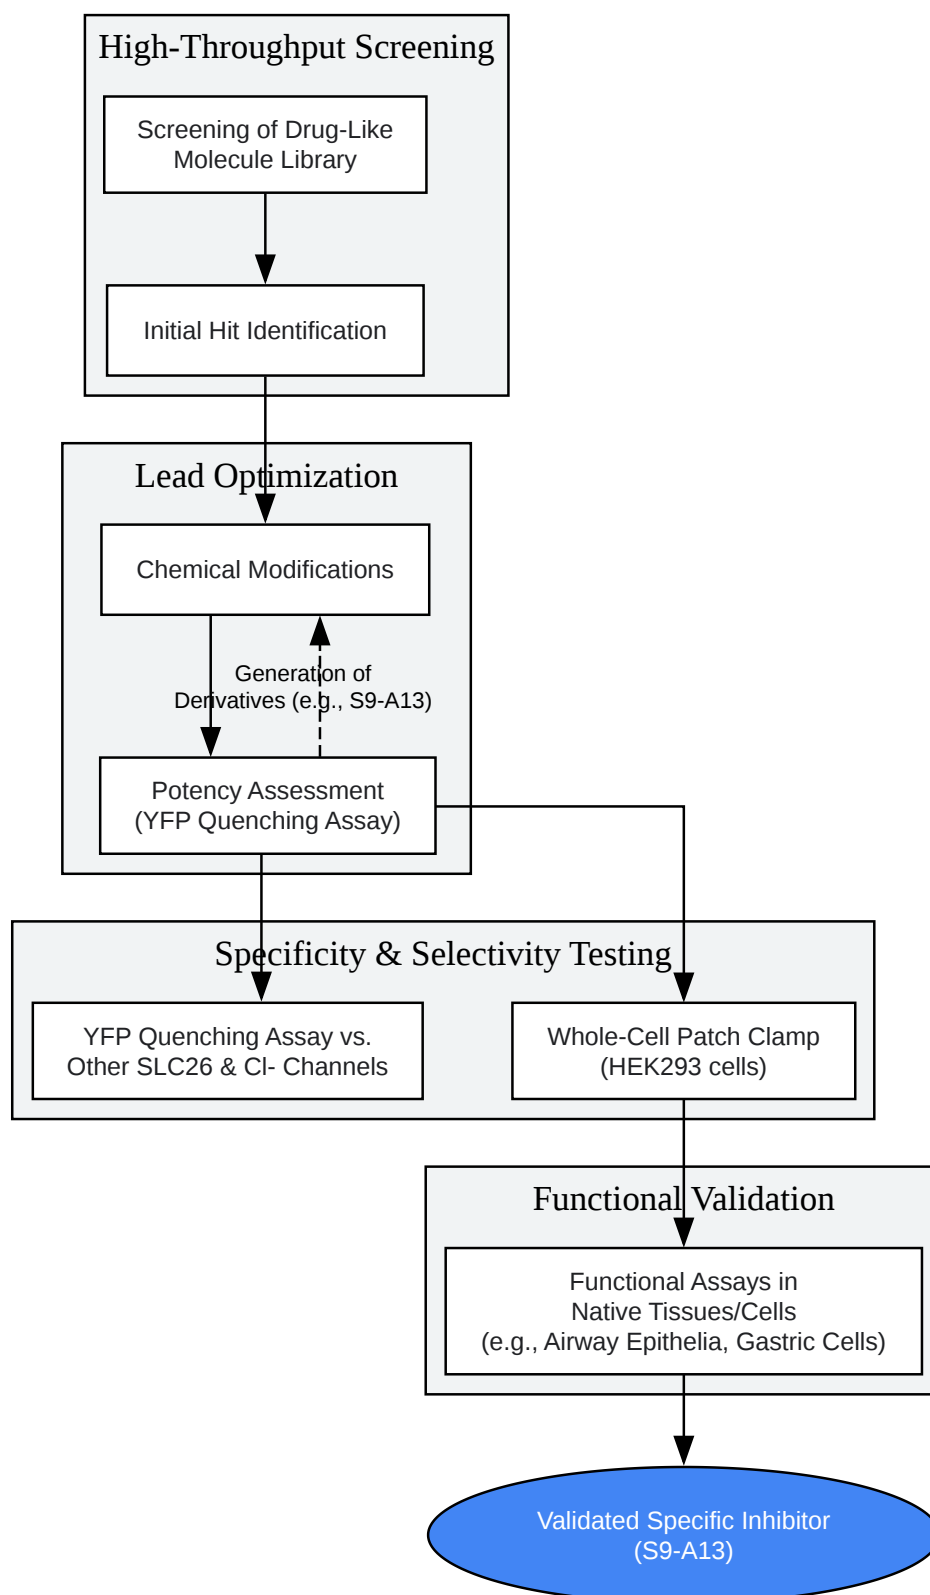 High-Throughput Screening
Screening of Drug-Like
Molecule Library
Initial Hit Identification
Lead Optimization
Chemical Modifications
Generation of
Derivatives (e.g., S9-A13)
Potency Assessment
(YFP Quenching Assay)
Specificity & Selectivity Testing
YFP Quenching Assay vs.
Other SLC26 & Cl- Channels
Whole-Cell Patch Clamp
(HEK293 cells)
Functional Validation
Functional Assays in
Native Tissues/Cells
(e.g., Airway Epithelia, Gastric Cells)
Validated Specific Inhibitor
(S9-A13)